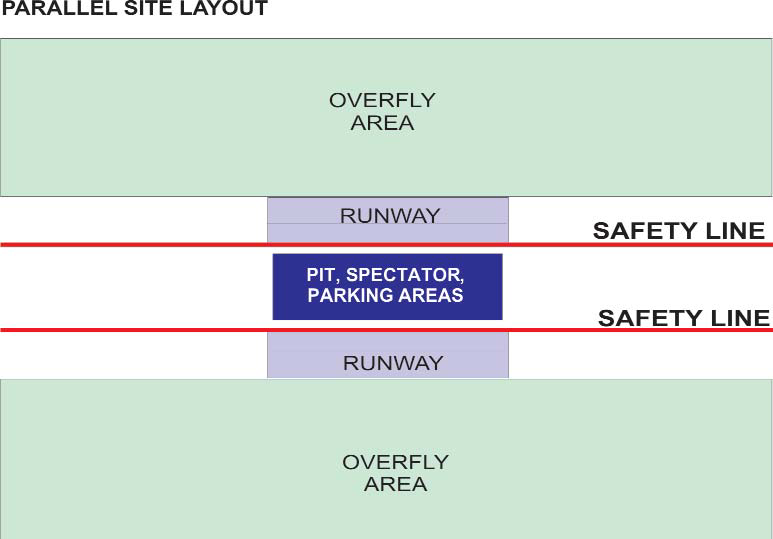 PARALLEL SITE LAYOUT
OVERFLY
AREA
RUNWAY
SAFETY LINE
PIT, SPECTATOR,
PARKING AREAS
SAFETY LINE
RUNWAY
OVERFLY
AREA